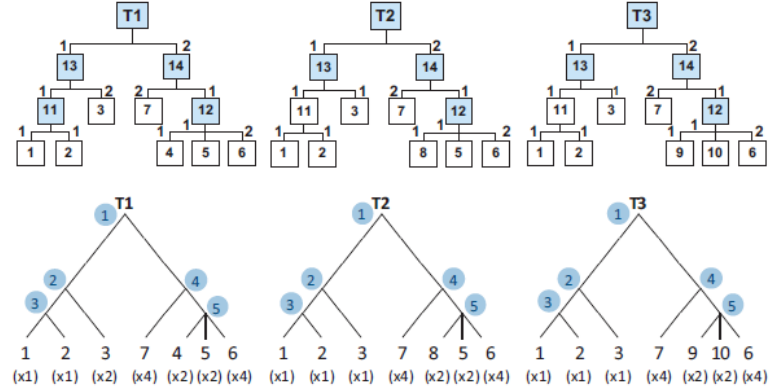 T1 T2 T3
1 2 1 2 1 2
13 14 13 14 13 14
1 2 2 1 1 1 2 1 1 1 2 1
11 3 7 12 11 3 7 12 11 3 7 12
1 1 1 1 2 1 1 1 1 2 1 1 1 1 2
1 2 4 5 6 1 2 8 5 6 1 2 9 10 6
1 T1 1 T2 1 T3
2 4 2 4 2 4
3 5 3 5 3 5
1 2 3 7 4 5 6 1 2 3 7 8 5 6 1 2 3 7 9 10 6
(x1) (x1) (x2) (x4) (x2) (x2) (x4) (x1) (x1) (x1) (x4) (x2) (x2) (x4) (x1) (x1) (x1) (x4) (x2) (x2) (x4)